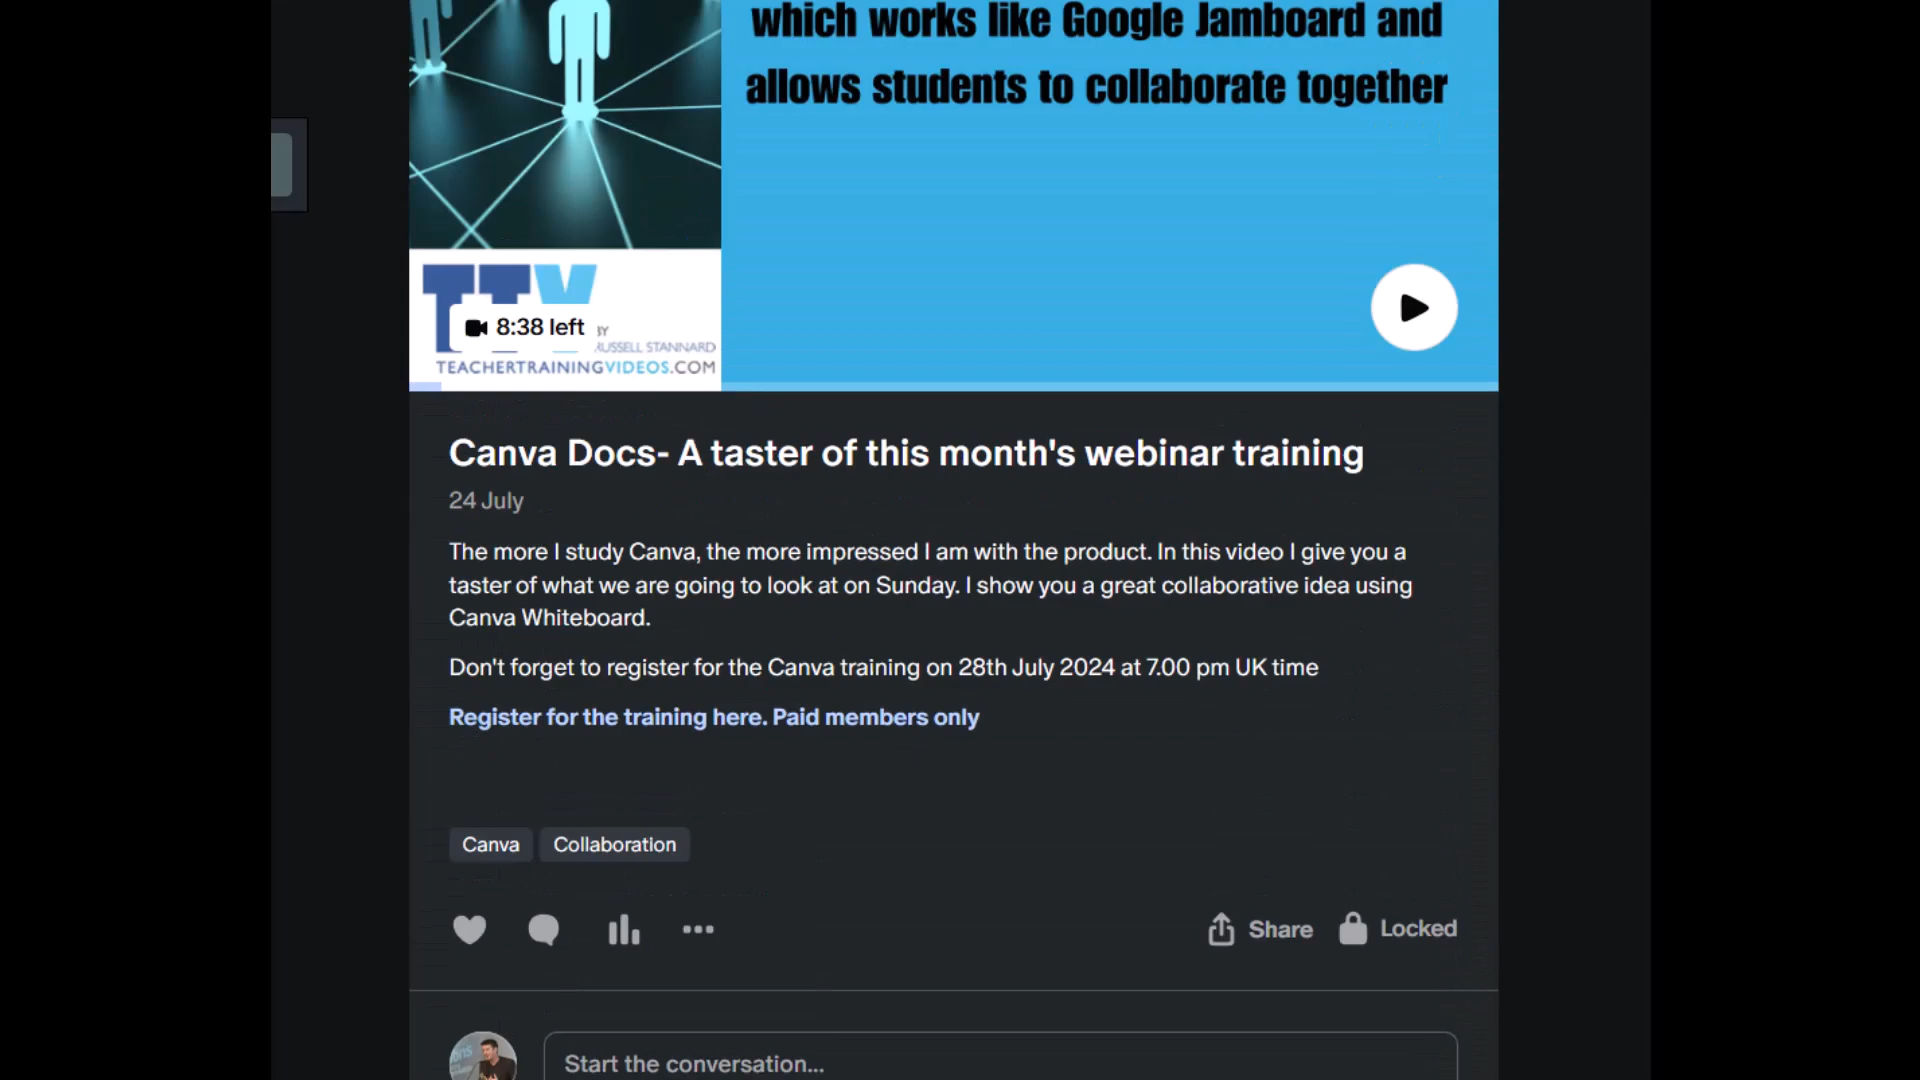 which works like Google Jamboard and
allows students to collaborate together
TTV
8:38 left
BY
RUSSELL STANNARD
TEACHERTRAININGVIDEOS.COM
Canva Docs- A taster of this month's webinar training
24 July
The more I study Canva, the more impressed I am with the product. In this video I give you a
taster of what we are going to look at on Sunday. I show you a great collaborative idea using
Canva Whiteboard.
Don't forget to register for the Canva training on 28th July 2024 at 7.00 pm UK time
Register for the training here. Paid members only
Canva Collaboration
Share Locked
Start the conversation...